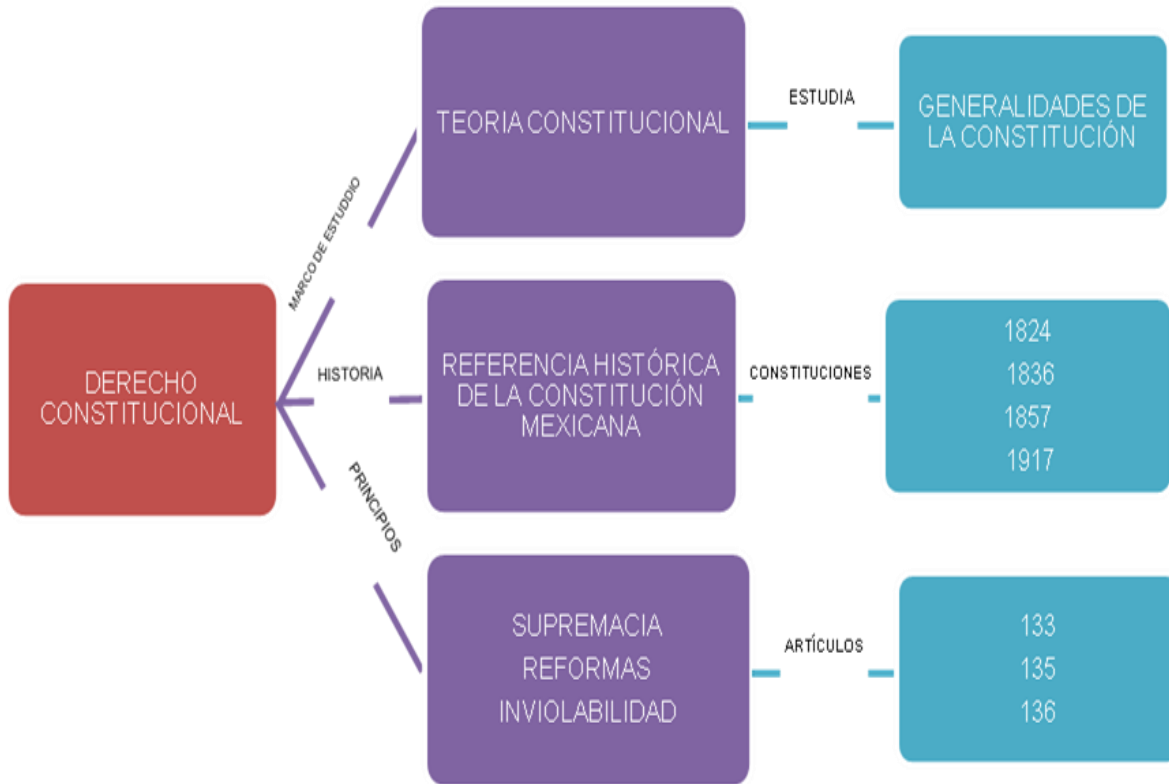 DERECHO
CONSTITUCIONAL
MARCO DE ESTUDDIO
TEORIA CONSTITUCIONAL
ESTUDIA
GENERALIDADES DE
LA CONSTITUCIÓN
HISTORIA
REFERENCIA HISTÓRICA
DE LA CONSTITUCIÓN
MEXICANA
CONSTITUCIONES
1824
1836
1857
1917
PRINCIPIOS
SUPREMACIA
REFORMAS
INVIOLABILIDAD
ARTÍCULOS
133
135
136